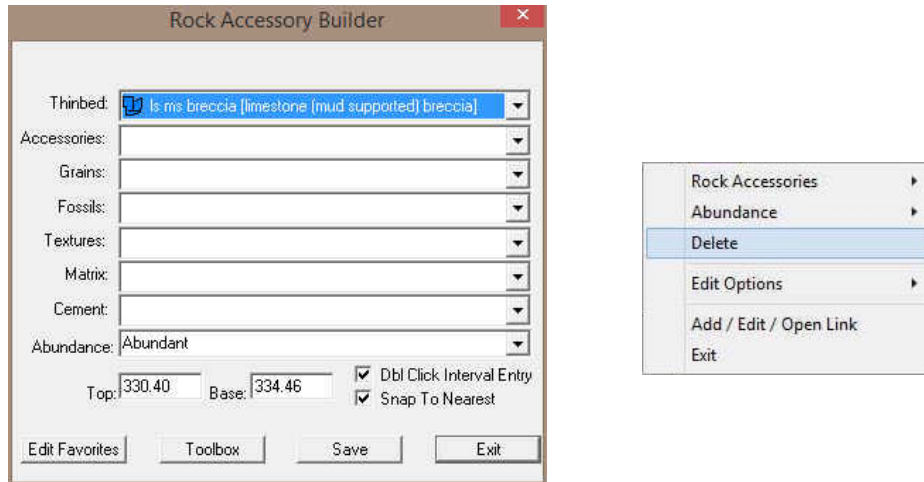 Rock Accessory Builder
Thinbed: ls ms breccia [limestone (mud supported) breccia]
Accessories:
Grains:
Fossils:
Textures:
Matrix:
Cement:
Abundance: Abundant
Top: 330.40 Base: 334.46 Dbl Click Interval Entry
Snap To Nearest
Edit Favorites Toolbox Save Exit
Rock Accessories
Abundance
Delete
Edit Options
Add / Edit / Open Link
Exit